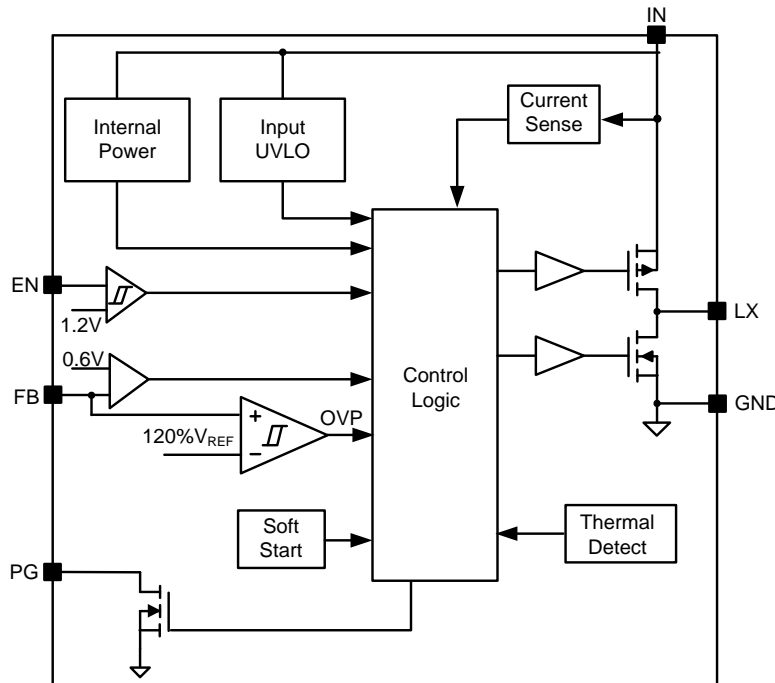 IN
Internal
Power
Input
UVLO
Current
Sense
EN
1.2V
LX
0.6V
FB
Control
Logic
GND
+
OVP
120%VREF
−
Soft
Start
Thermal
Detect
PG